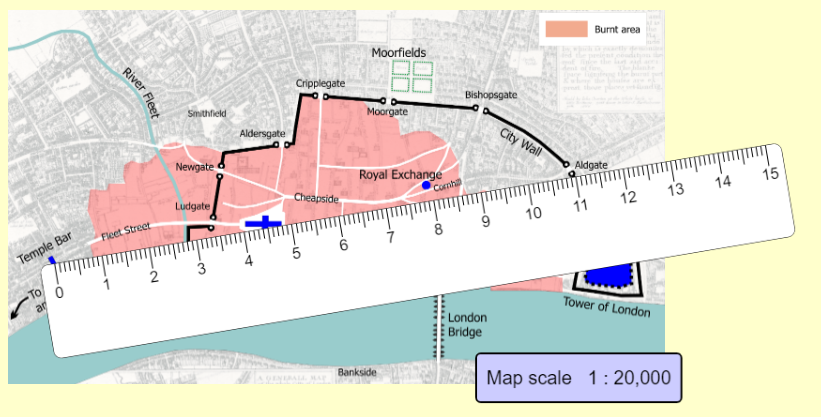 Burnt area
Moorfields
River Fleet
Cripplegate
Bishopsgate
Smithfield
Moorgate
Aldersgate
City Wall
Newgate
Aldgate
Royal Exchange
Cornhill
Cheapside
Ludgate
Fleet Street
Temple Bar
0 1 2 3 4 5 6 7 8 9 10 11 12 13 14 15
To
Tower of London
London
Bridge
Bankside
Map scale 1 : 20,000